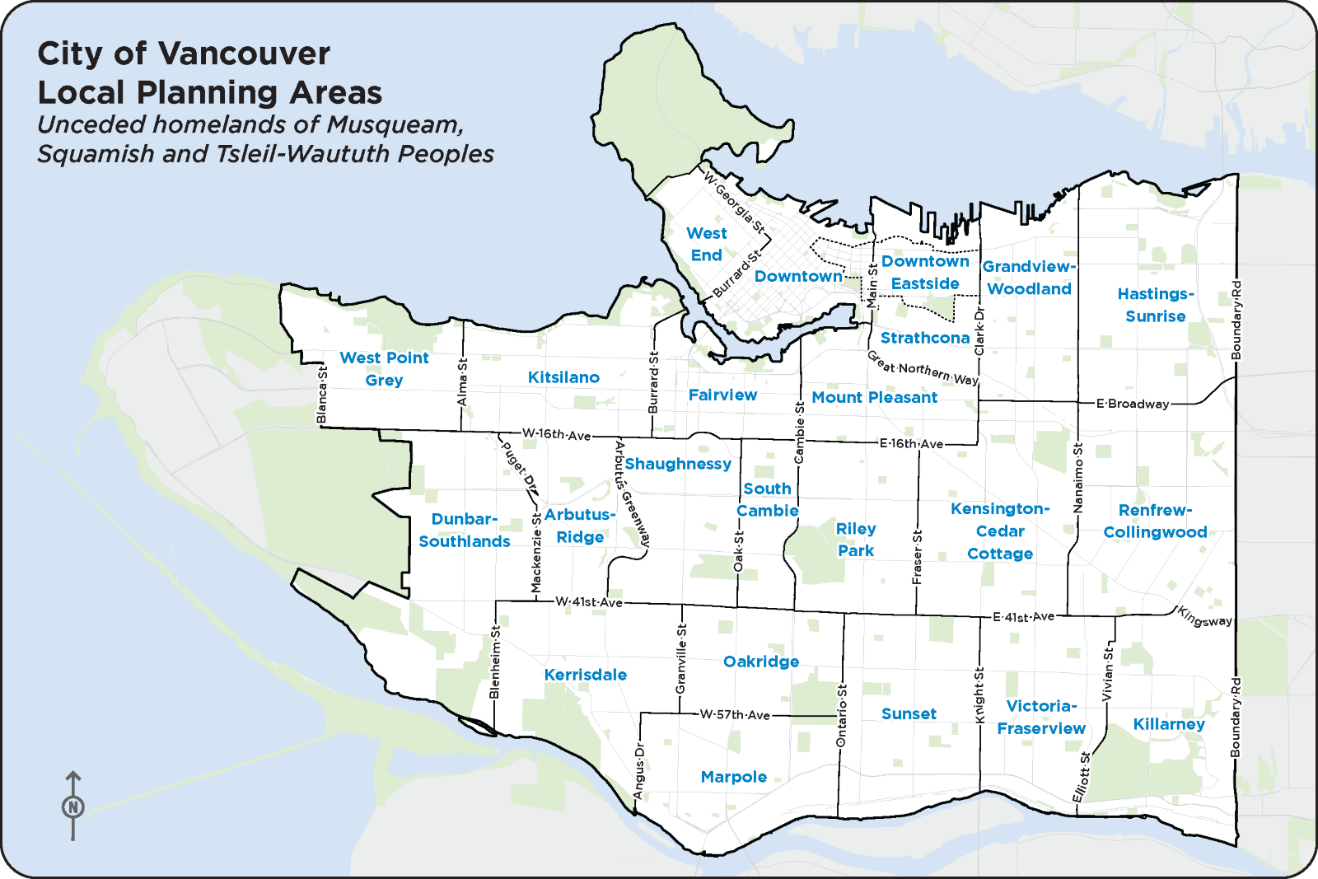 City of Vancouver
Local Planning Areas
Unceded homelands of Musqueam,
Squamish and Tsleil-Waututh Peoples
W·Georgia·St
West
End
Burrard·St
Downtown
Main·St
Downtown
Eastside
Grandview-
Woodland
Hastings-
Sunrise
Boundary·Rd
Strathcona
Clark·Dr
Great·Northern·Way
West Point
Grey
Blanca·St
Alma·St
Kitsilano
Burrard·St
Fairview
Cambie·St
Mount Pleasant
E·Broadway
W·16th·Ave
E·16th·Ave
Puget·Dr
Arbutus·Greenway
Shaughnessy
South
Cambie
Nanaimo·St
Dunbar-
Southlands
Mackenzie·St
Arbutus-
Ridge
Oak·St
Riley
Park
Fraser·St
Kensington-
Cedar
Cottage
Renfrew-
Collingwood
W·41st·Ave
E·41st·Ave
Kingsway
Blenheim·St
Kerrisdale
Granville·St
Oakridge
Ontario·St
Sunset
Knight·St
Victoria-
Fraserview
Vivian·St
Killarney
Boundary·Rd
W·57th·Ave
Angus·Dr
Marpole
Elliott·St
N